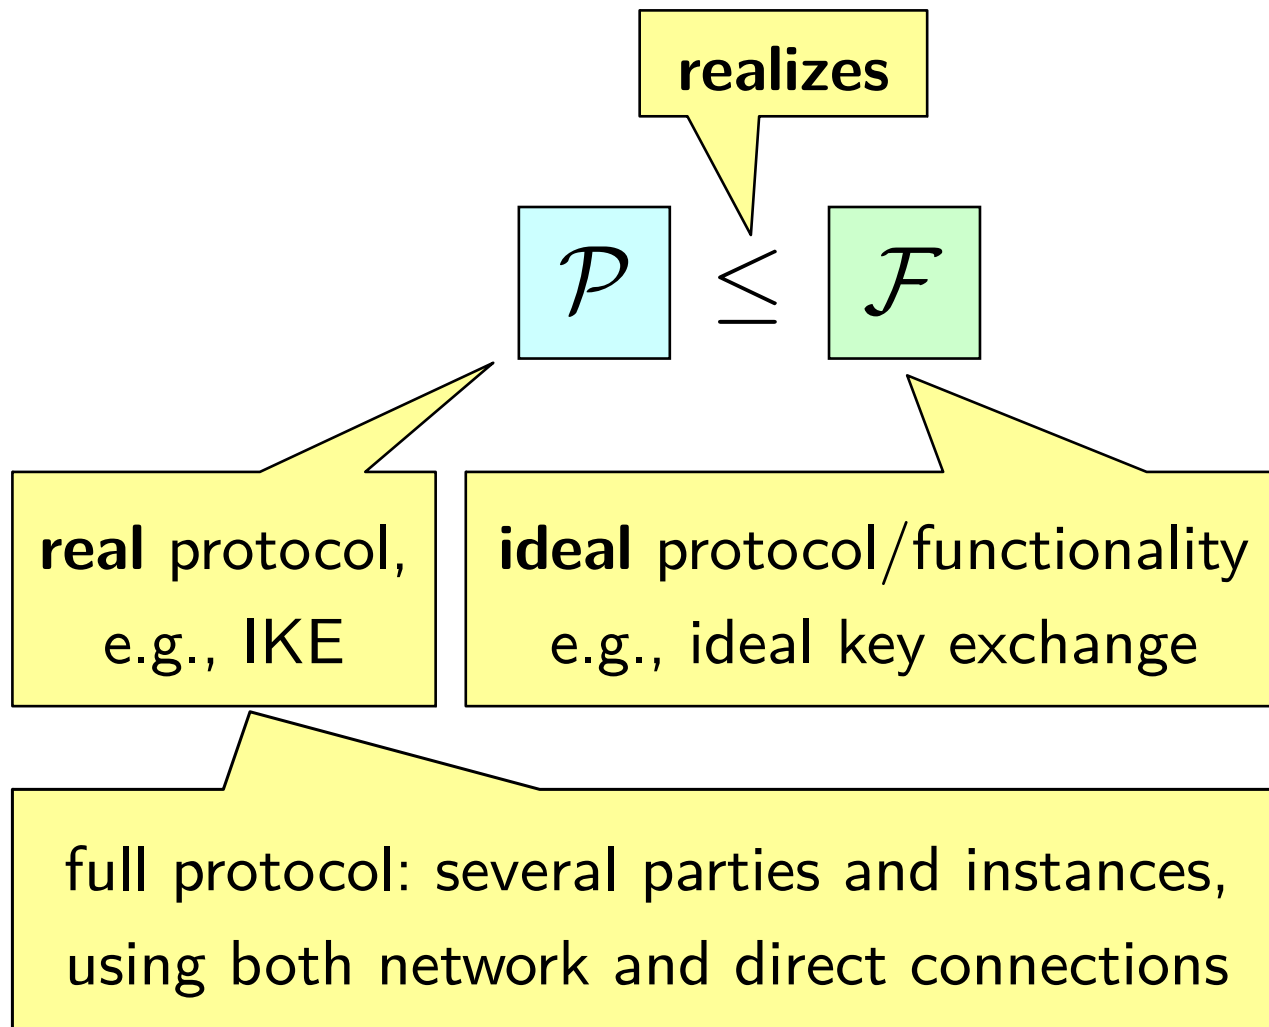 realizes
𝒫 ≤ ℱ
real protocol,
e.g., IKE
ideal protocol/functionality
e.g., ideal key exchange
full protocol: several parties and instances,
using both network and direct connections